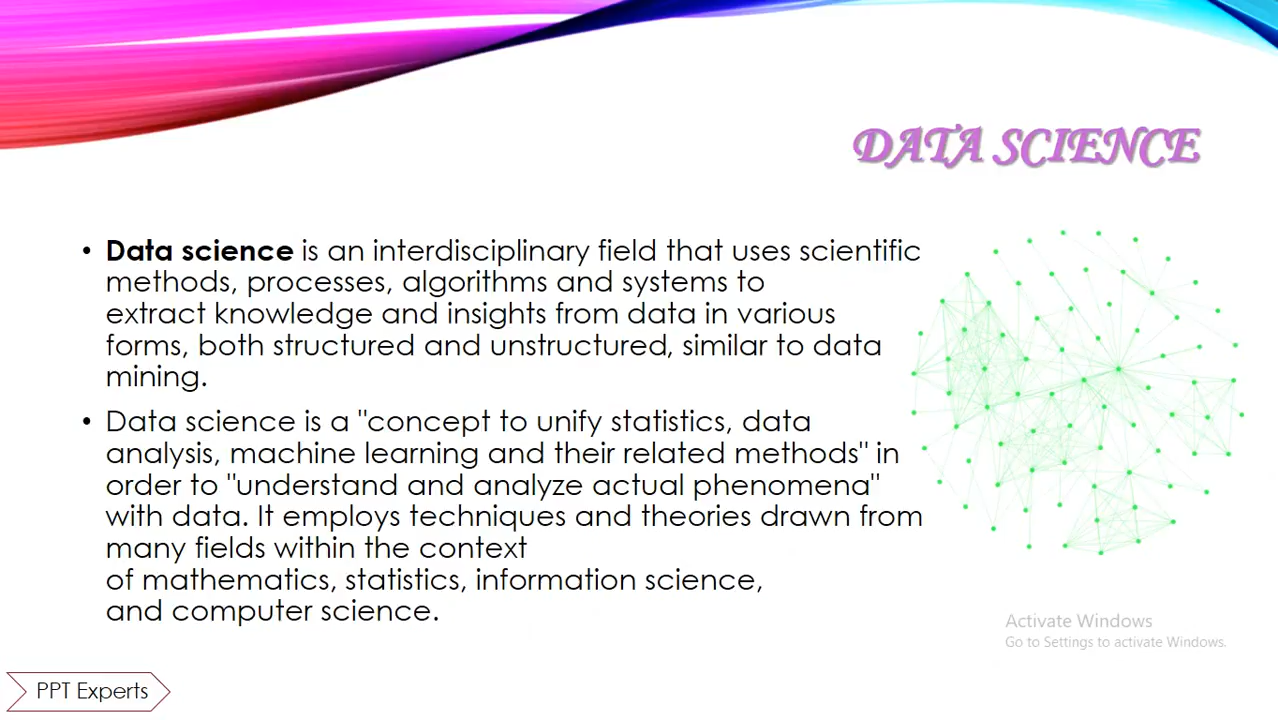 DATA SCIENCE
• Data science is an interdisciplinary field that uses scientific
methods, processes, algorithms and systems to
extract knowledge and insights from data in various
forms, both structured and unstructured, similar to data
mining.
• Data science is a "concept to unify statistics, data
analysis, machine learning and their related methods" in
order to "understand and analyze actual phenomena"
with data. It employs techniques and theories drawn from
many fields within the context
of mathematics, statistics, information science,
and computer science.
Activate Windows
Go to Settings to activate Windows.
PPT Experts